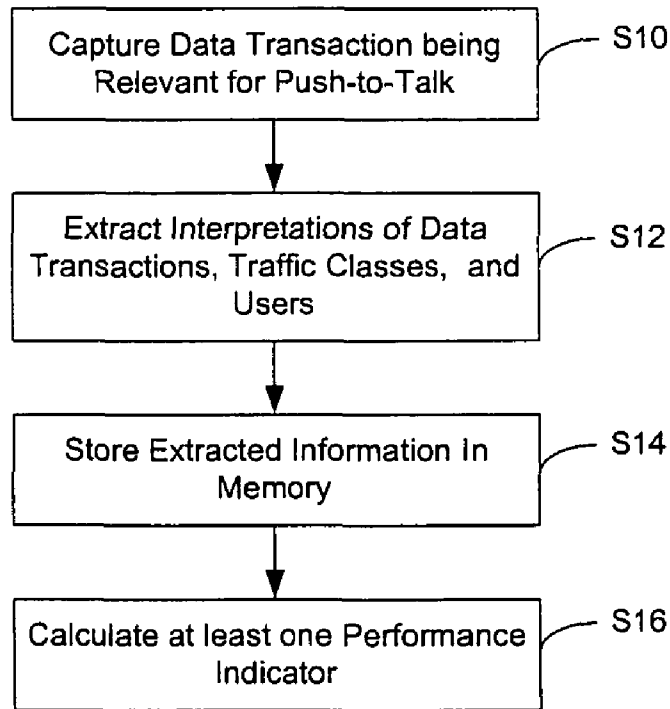 Capture Data Transaction being
Relevant for Push-to-Talk
S10
Extract Interpretations of Data
Transactions, Traffic Classes, and
Users
S12
Store Extracted Information In
Memory
S14
Calculate at least one Performance
Indicator
S16